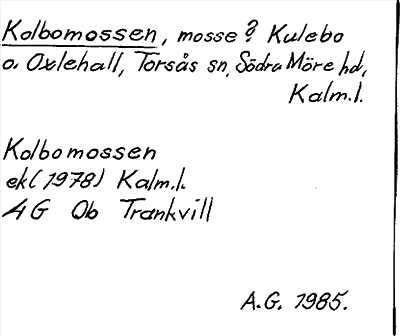 Kolbomossen, mosse? Kulebo
o. Oxlehall, Torsås sn, Södra Möre hd,
Kalm.l.
Kolbomossen
ek (1978) Kalm.l.
AG Ob Trankvill
A.G. 1985.